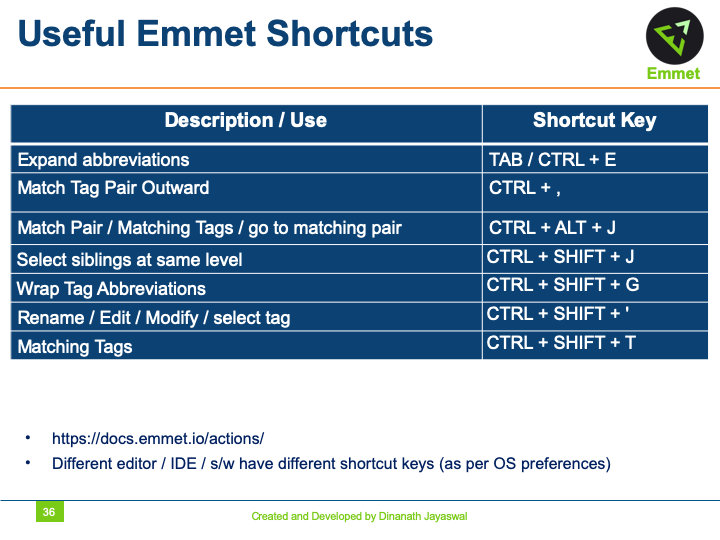 Useful Emmet Shortcuts
Emmet
Description / Use Shortcut Key
Expand abbreviations TAB / CTRL + E
Match Tag Pair Outward CTRL + ,
Match Pair / Matching Tags / go to matching pair CTRL + ALT + J
Select siblings at same level CTRL + SHIFT + J
Wrap Tag Abbreviations CTRL + SHIFT + G
Rename / Edit / Modify / select tag CTRL + SHIFT + '
Matching Tags CTRL + SHIFT + T
• https://docs.emmet.io/actions/
• Different editor / IDE / s/w have different shortcut keys (as per OS preferences)
36
Created and Developed by Dinanath Jayaswal